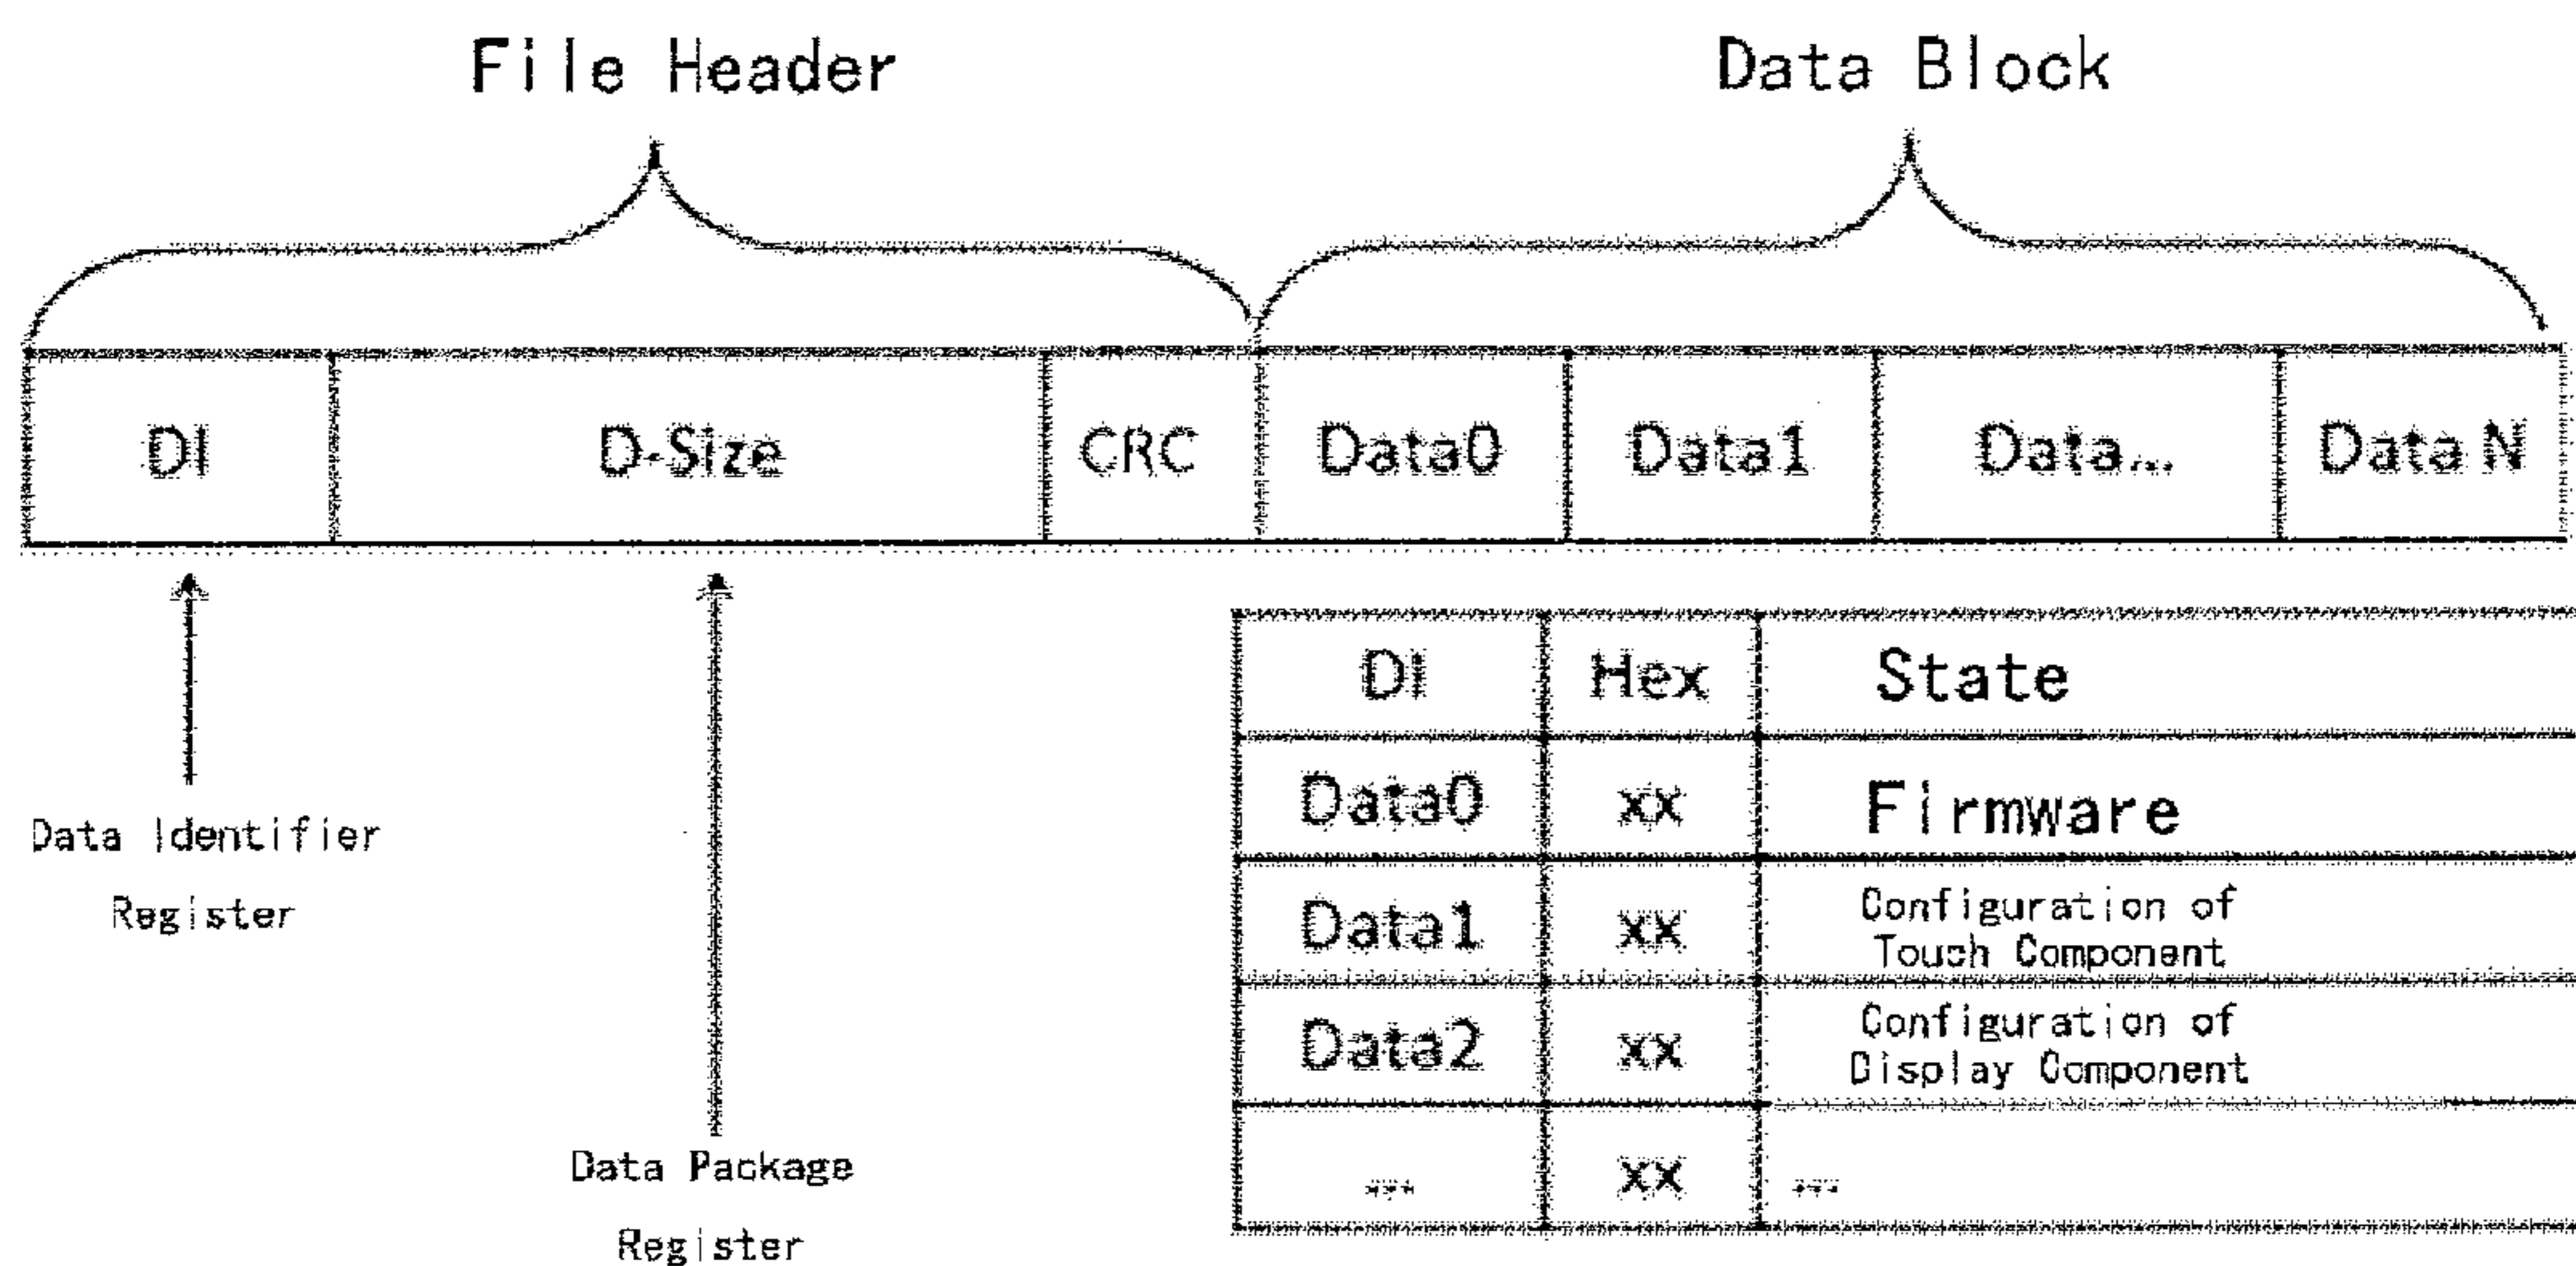 File Header Data Block
DI D-Size CRC Data0 Data1 Data... Data N
Data Identifier
Register
Data Package
Register
DI Hex State
Data0 xx Firmware
Data1 xx Configuration of
Touch Component
Data2 xx Configuration of
Display Component
... xx ...